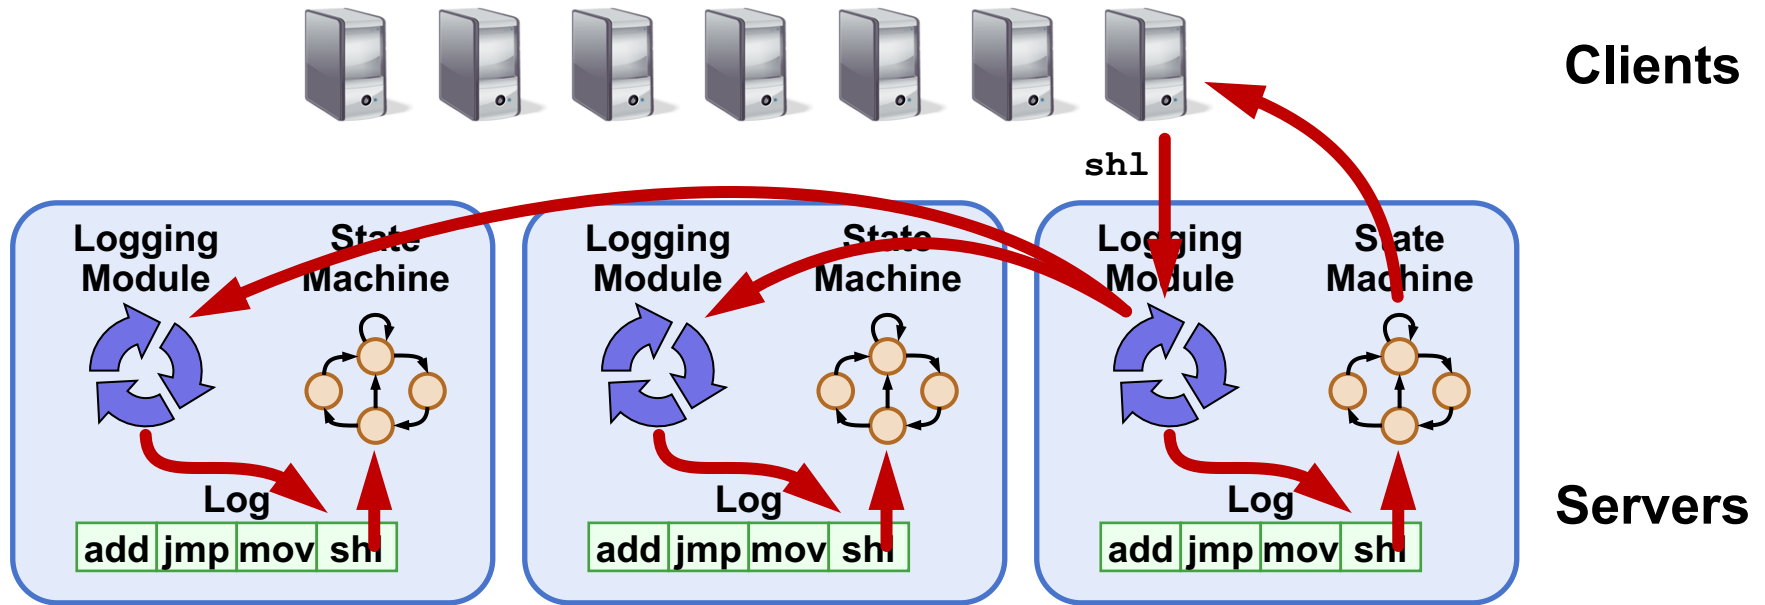 Clients
shl
Logging Module
State Machine
Logging Module
State Machine
Logging Module
State Machine
Log
Log
Log
Servers
add jmp mov shl
add jmp mov shl
add jmp mov shl